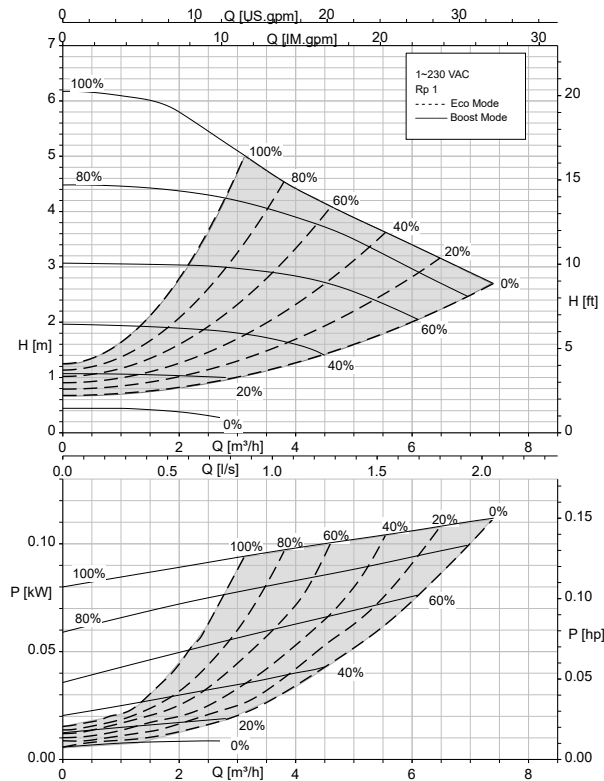 0 10 20 30
Q [US.gpm]
0 10 20 30
Q [IM.gpm]
7
6
5
4
3
2
1
0
H [m]
20
15
10
5
0
H [ft]
1~230 VAC
Rp 1
Eco Mode
Boost Mode
100%
80%
100%
80%
60%
40%
20%
0%
60%
40%
20%
0%
0 2 4 6 8
Q [m³/h]
0.0 0.5 1.0 1.5 2.0
Q [l/s]
0.10
0.05
0.00
P [kW]
0.15
0.10
0.05
0.00
P [hp]
100%
80%
100%
80%
60%
40%
20%
0%
60%
40%
20%
0%
0 2 4 6 8
Q [m³/h]